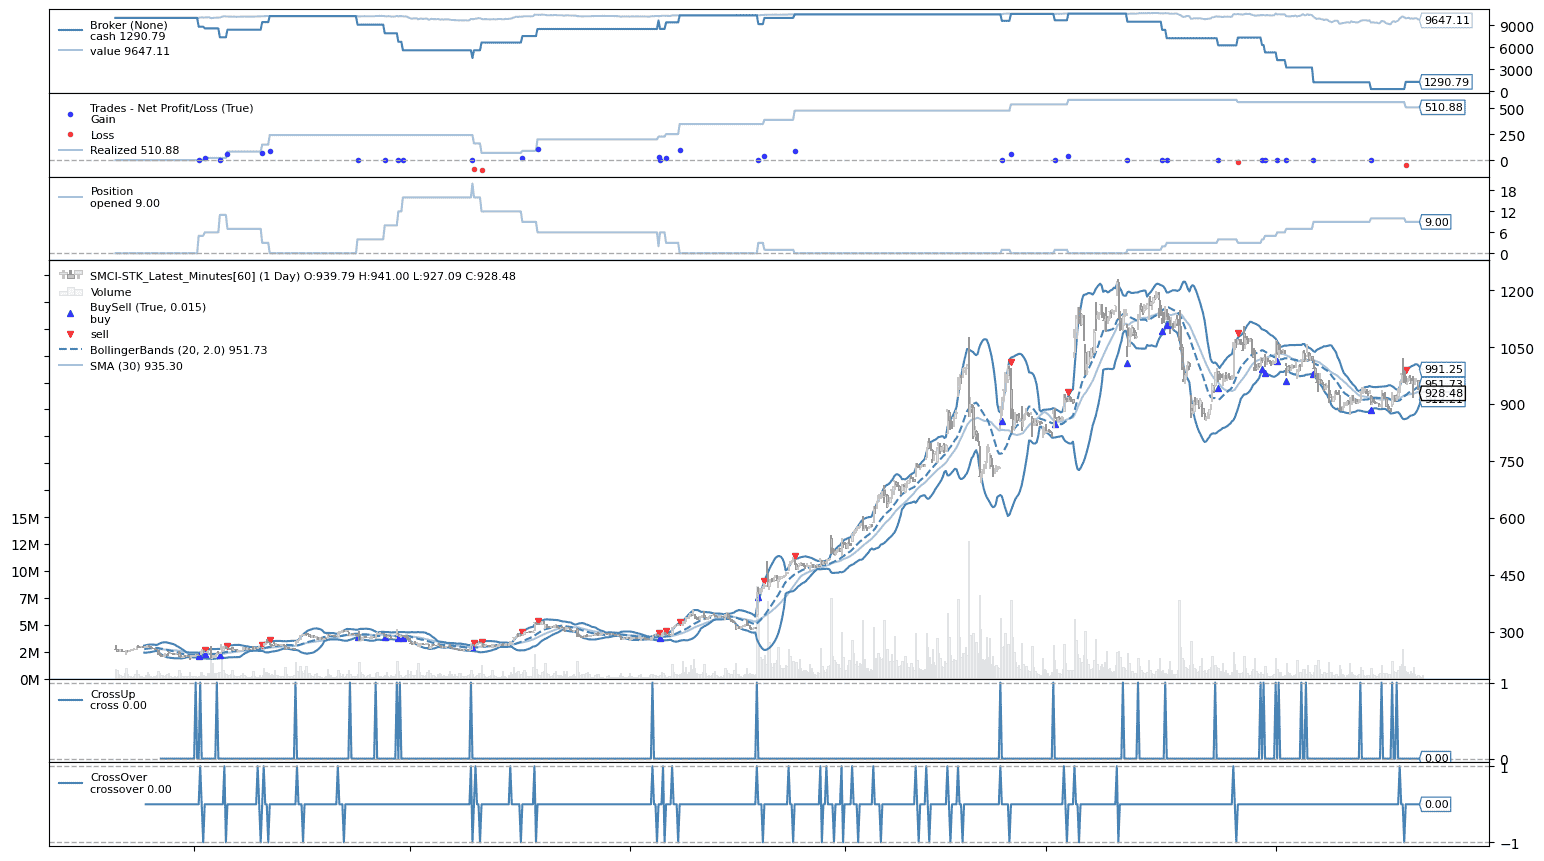 Broker (None)
cash 1290.79
value 9647.11
9647.11
1290.79
9000
6000
3000
0
Trades - Net Profit/Loss (True)
Gain
Loss
Realized 510.88
510.88
500
250
0
Position
opened 9.00
9.00
18
12
6
0
SMCI-STK_Latest_Minutes[60] (1 Day) O:939.79 H:941.00 L:927.09 C:928.48
Volume
BuySell (True, 0.015)
buy
sell
BollingerBands (20, 2.0) 951.73
SMA (30) 935.30
991.25
951.73
928.48
1200
1050
900
750
600
450
300
15M
12M
10M
7M
5M
2M
0M
CrossUp
cross 0.00
0.00
1
0
CrossOver
crossover 0.00
0.00
1
−1